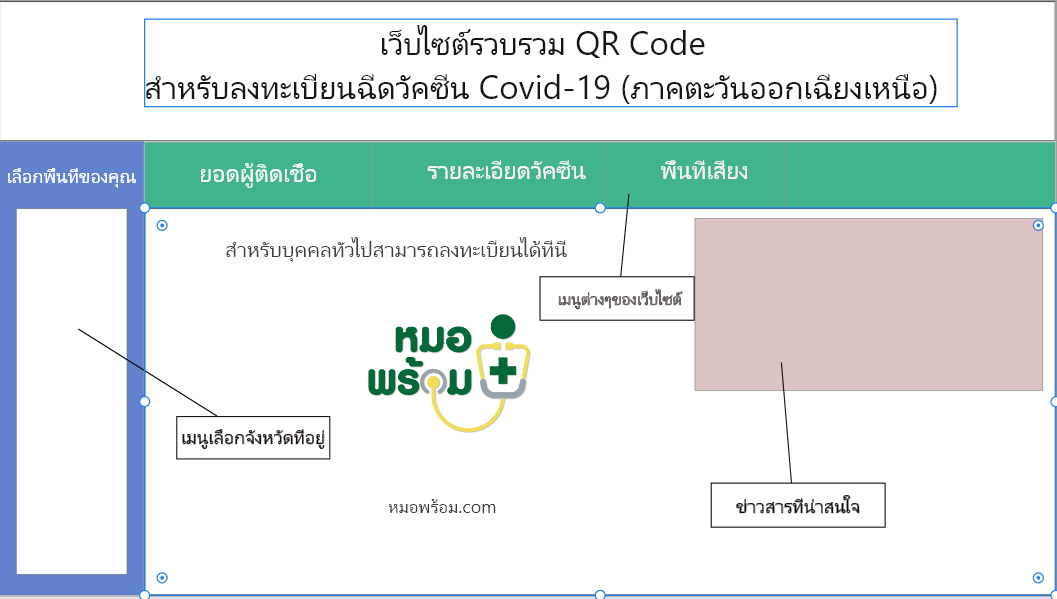 เว็บไซต์รวบรวม QR Code
สำหรับลงทะเบียนฉีดวัคซีน Covid-19 (ภาคตะวันออกเฉียงเหนือ)
เลือกพื้นที่ของคุณ
ยอดผู้ติดเชื้อ
รายละเอียดวัคซีน
พื้นที่เสี่ยง
สำหรับบุคคลทั่วไปสามารถลงทะเบียนได้ที่นี่
เมนูต่างๆของเว็บไซต์
หมอ
พร้อม
เมนูเลือกจังหวัดที่อยู่
หมอพร้อม.com
ข่าวสารที่น่าสนใจ